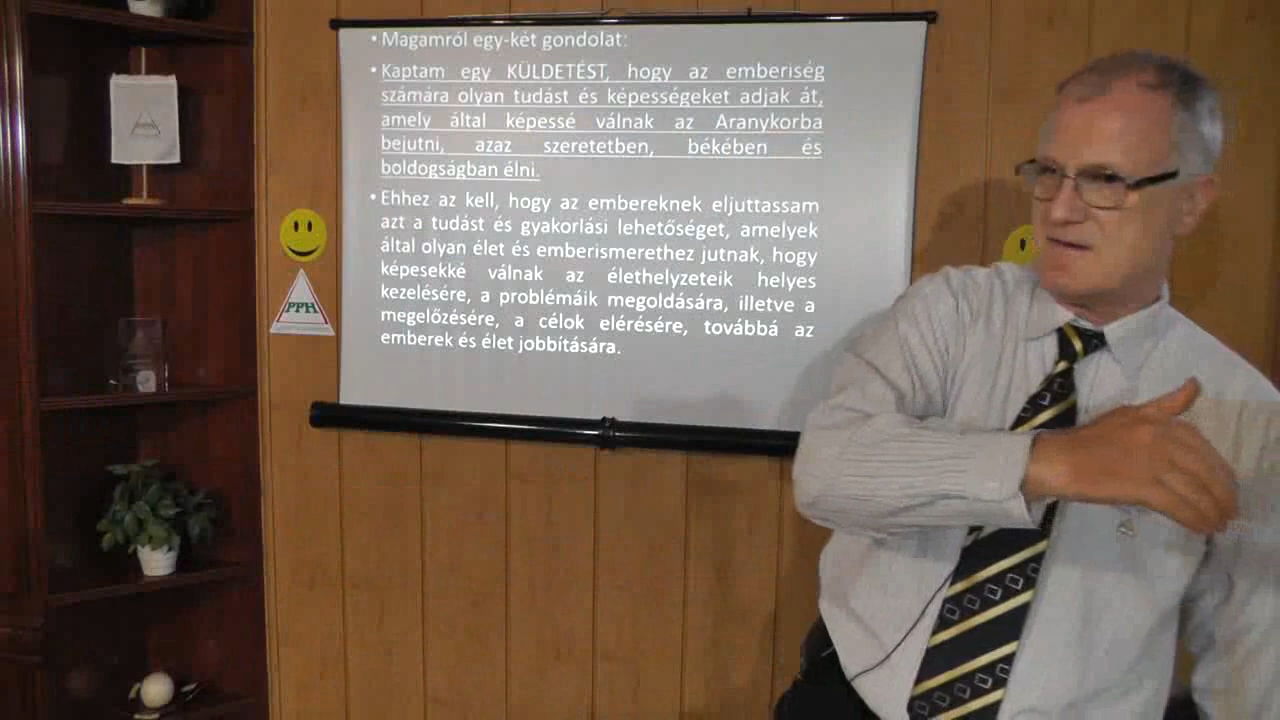 • Magamról egy-két gondolat:
• Kaptam egy KÜLDETÉST, hogy az emberiség
számára olyan tudást és képességeket adjak át,
amely által képessé válnak az Aranykorba
bejutni, azaz szeretetben, békében és
boldogságban élni.
• Ehhez az kell, hogy az embereknek eljuttassam
azt a tudást és gyakorlási lehetőséget, amelyek
által olyan élet és emberismerethez jutnak, hogy
képesekké válnak az élethelyzeteik helyes
kezelésére, a problémáik megoldására, illetve a
megelőzésére, a célok elérésére, továbbá az
emberek és élet jobbítására.
PPH